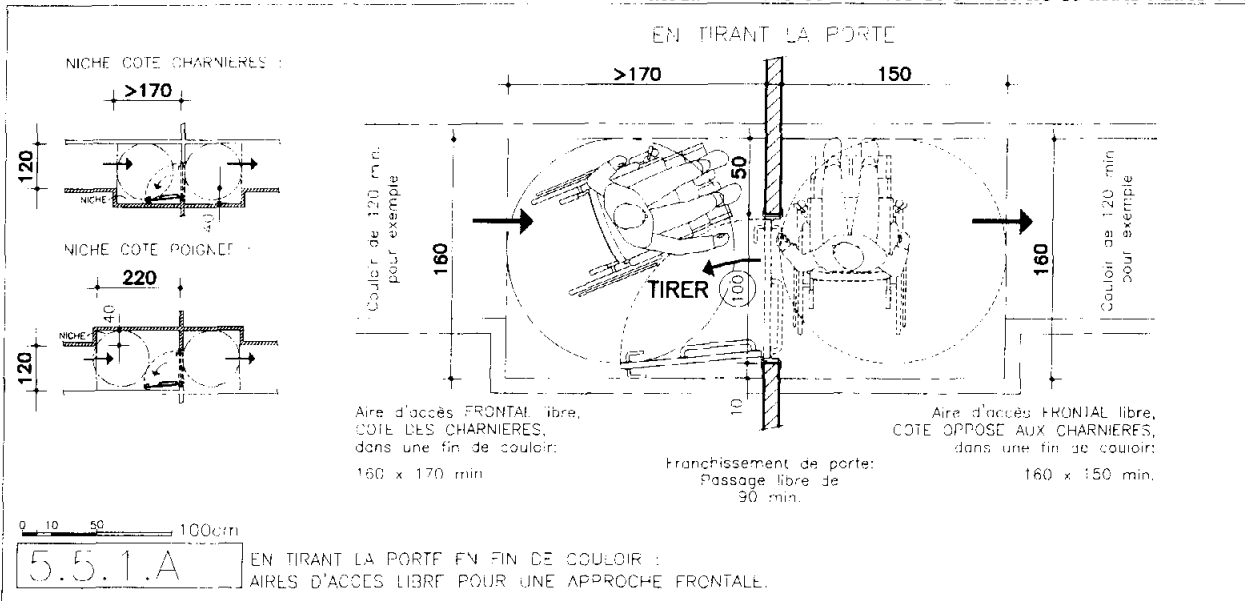 EN TIRANT LA PORTE
NICHE COTE CHARNIERES :
>170
120
NICHE
40
NICHE COTE POIGNEE :
220
40
NICHE
120
>170
150
Couloir de 120 min.
pour exemple
160
50
TIRER
100
10
160
Couloir de 120 min
pour exemple
Aire d'accès FRONTAL libre,
COTE DES CHARNIERES,
dans une fin de couloir:
160 x 170 min
Franchissement de porte:
Passage libre de
90 min.
Aire d'accès FRONTAL libre,
COTE OPPOSE AUX CHARNIERES,
dans une fin de couloir:
160 x 150 min.
0 10 50 100cm
5.5.1.A
EN TIRANT LA PORTE EN FIN DE COULOIR :
AIRES D'ACCES LIBRE POUR UNE APPROCHE FRONTALE.